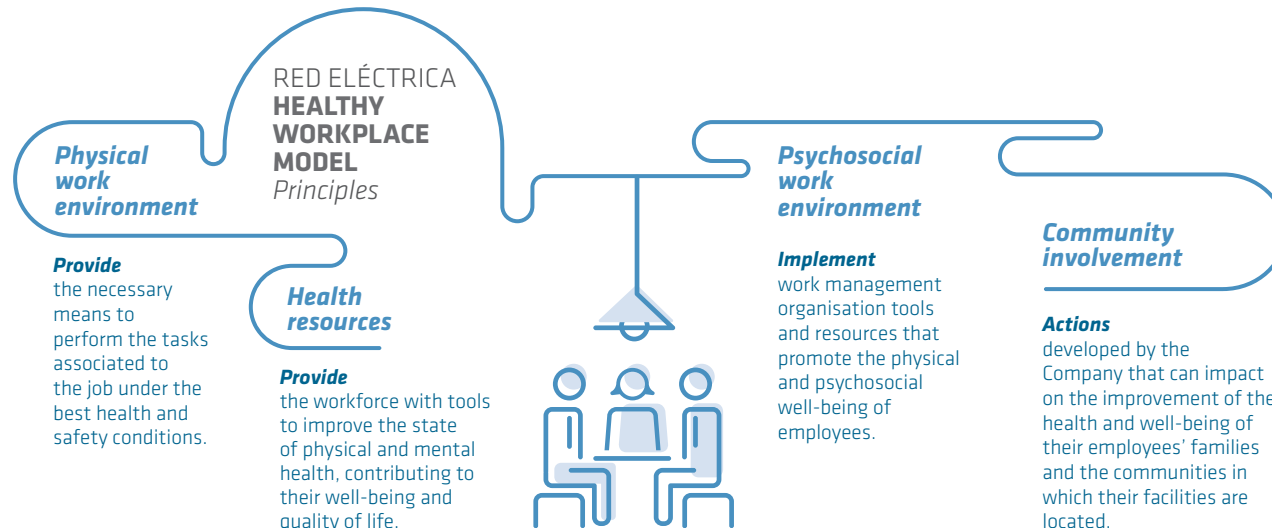 RED ELÉCTRICA
HEALTHY
WORKPLACE
MODEL
Principles
Physical
work
environment
Provide
the necessary
means to
perform the tasks
associated to
the job under the
best health and
safety conditions.
Health
resources
Provide
the workforce with tools
to improve the state
of physical and mental
health, contributing to
their well-being and
quality of life.
Psychosocial
work
environment
Implement
work management
organisation tools
and resources that
promote the physical
and psychosocial
well-being of
employees.
Community
involvement
Actions
developed by the
Company that can impact
on the improvement of the
health and well-being of
their employees’ families
and the communities in
which their facilities are
located.